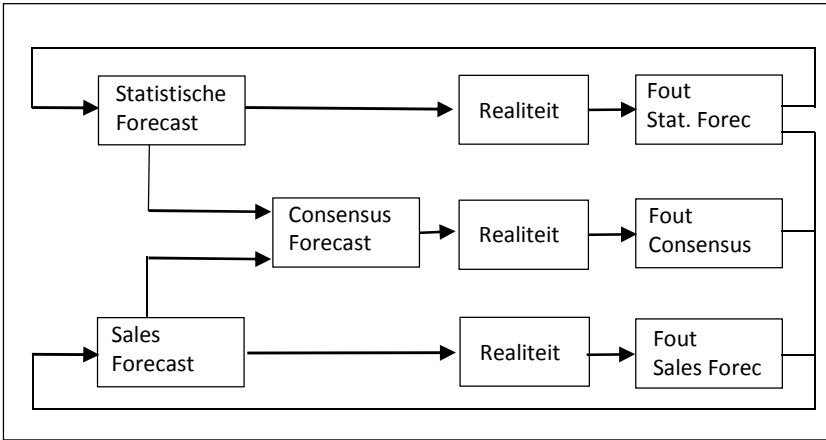 Statistische
Forecast
Realiteit
Fout
Stat. Forec
Consensus
Forecast
Realiteit
Fout
Consensus
Sales
Forecast
Realiteit
Fout
Sales Forec